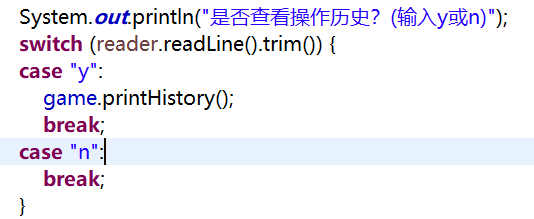 System.out.println("是否查看操作历史？(输入y或n)");
switch (reader.readLine().trim()) {
case "y":
game.printHistory();
break;
case "n":
break;
}